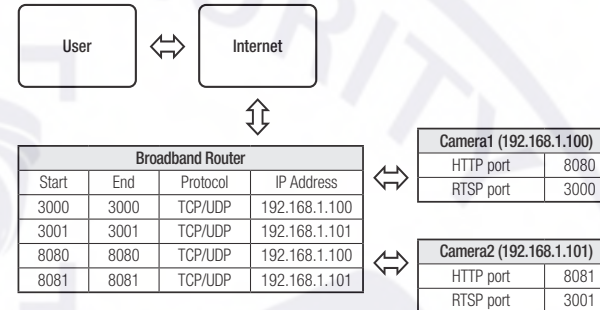 User
Internet
Broadband Router
Start End Protocol IP Address
3000 3000 TCP/UDP 192.168.1.100
3001 3001 TCP/UDP 192.168.1.101
8080 8080 TCP/UDP 192.168.1.100
8081 8081 TCP/UDP 192.168.1.101
Camera1 (192.168.1.100)
HTTP port 8080
RTSP port 3000
Camera2 (192.168.1.101)
HTTP port 8081
RTSP port 3001